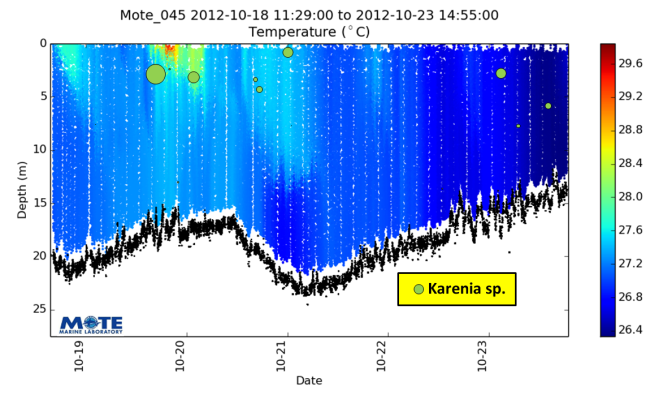 Mote_045 2012-10-18 11:29:00 to 2012-10-23 14:55:00
Temperature (°C)
0
5
10
15
20
25
Depth (m)
Karenia sp.
MOTE
MARINE LABORATORY
10-19
10-20
10-21
10-22
10-23
Date
29.6
29.2
28.8
28.4
28.0
27.6
27.2
26.8
26.4